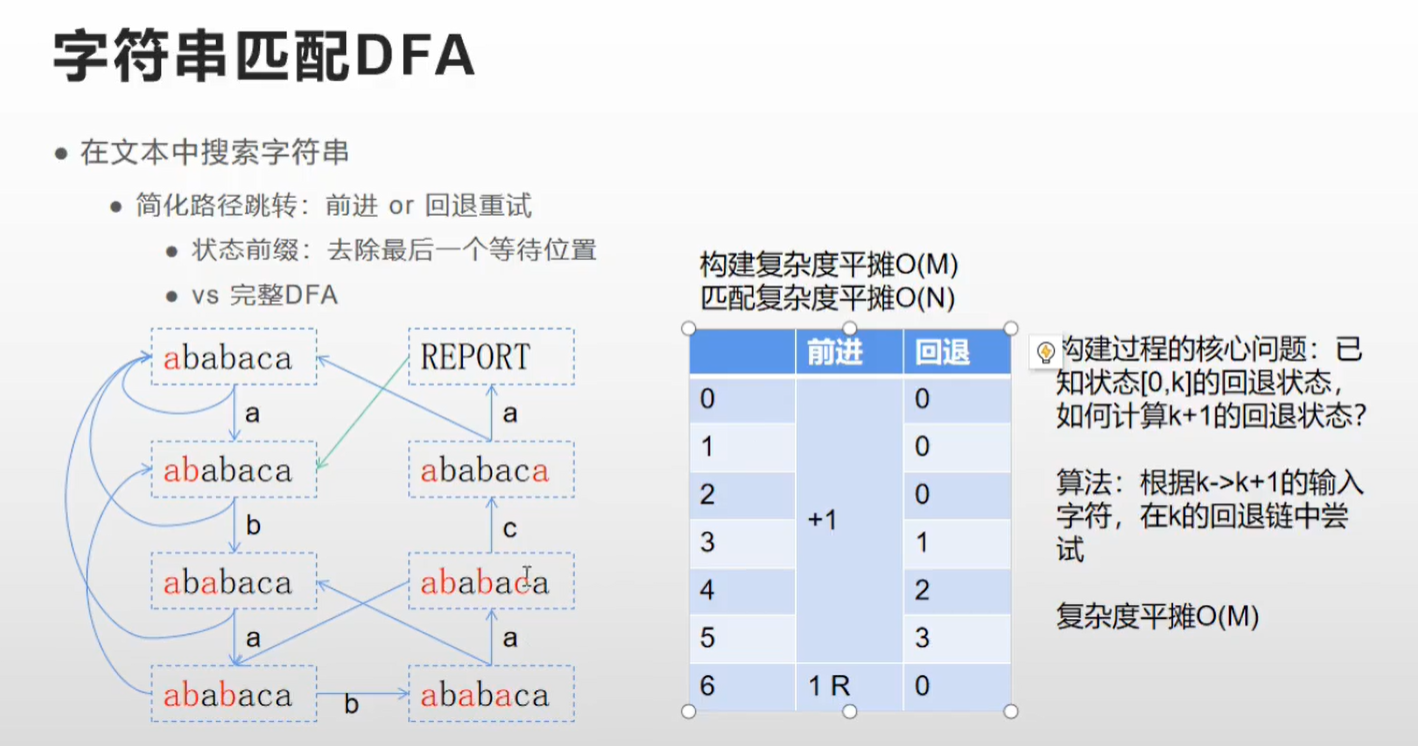 字符串匹配DFA
● 在文本中搜索字符串
● 简化路径跳转：前进 or 回退重试
● 状态前缀：去除最后一个等待位置
● vs 完整DFA
ababaca
REPORT
a
a
ababaca
ababaca
b
c
ababaca
ababaca
a
a
ababaca
b
ababaca
构建复杂度平摊O(M)
匹配复杂度平摊O(N)
前进 回退
0 0
1 0
2 0
+1
3 1
4 2
5 3
6 1 R 0
构建过程的核心问题：已
知状态[0,k]的回退状态，
如何计算k+1的回退状态？
算法：根据k->k+1的输入
字符，在k的回退链中尝
试
复杂度平摊O(M)